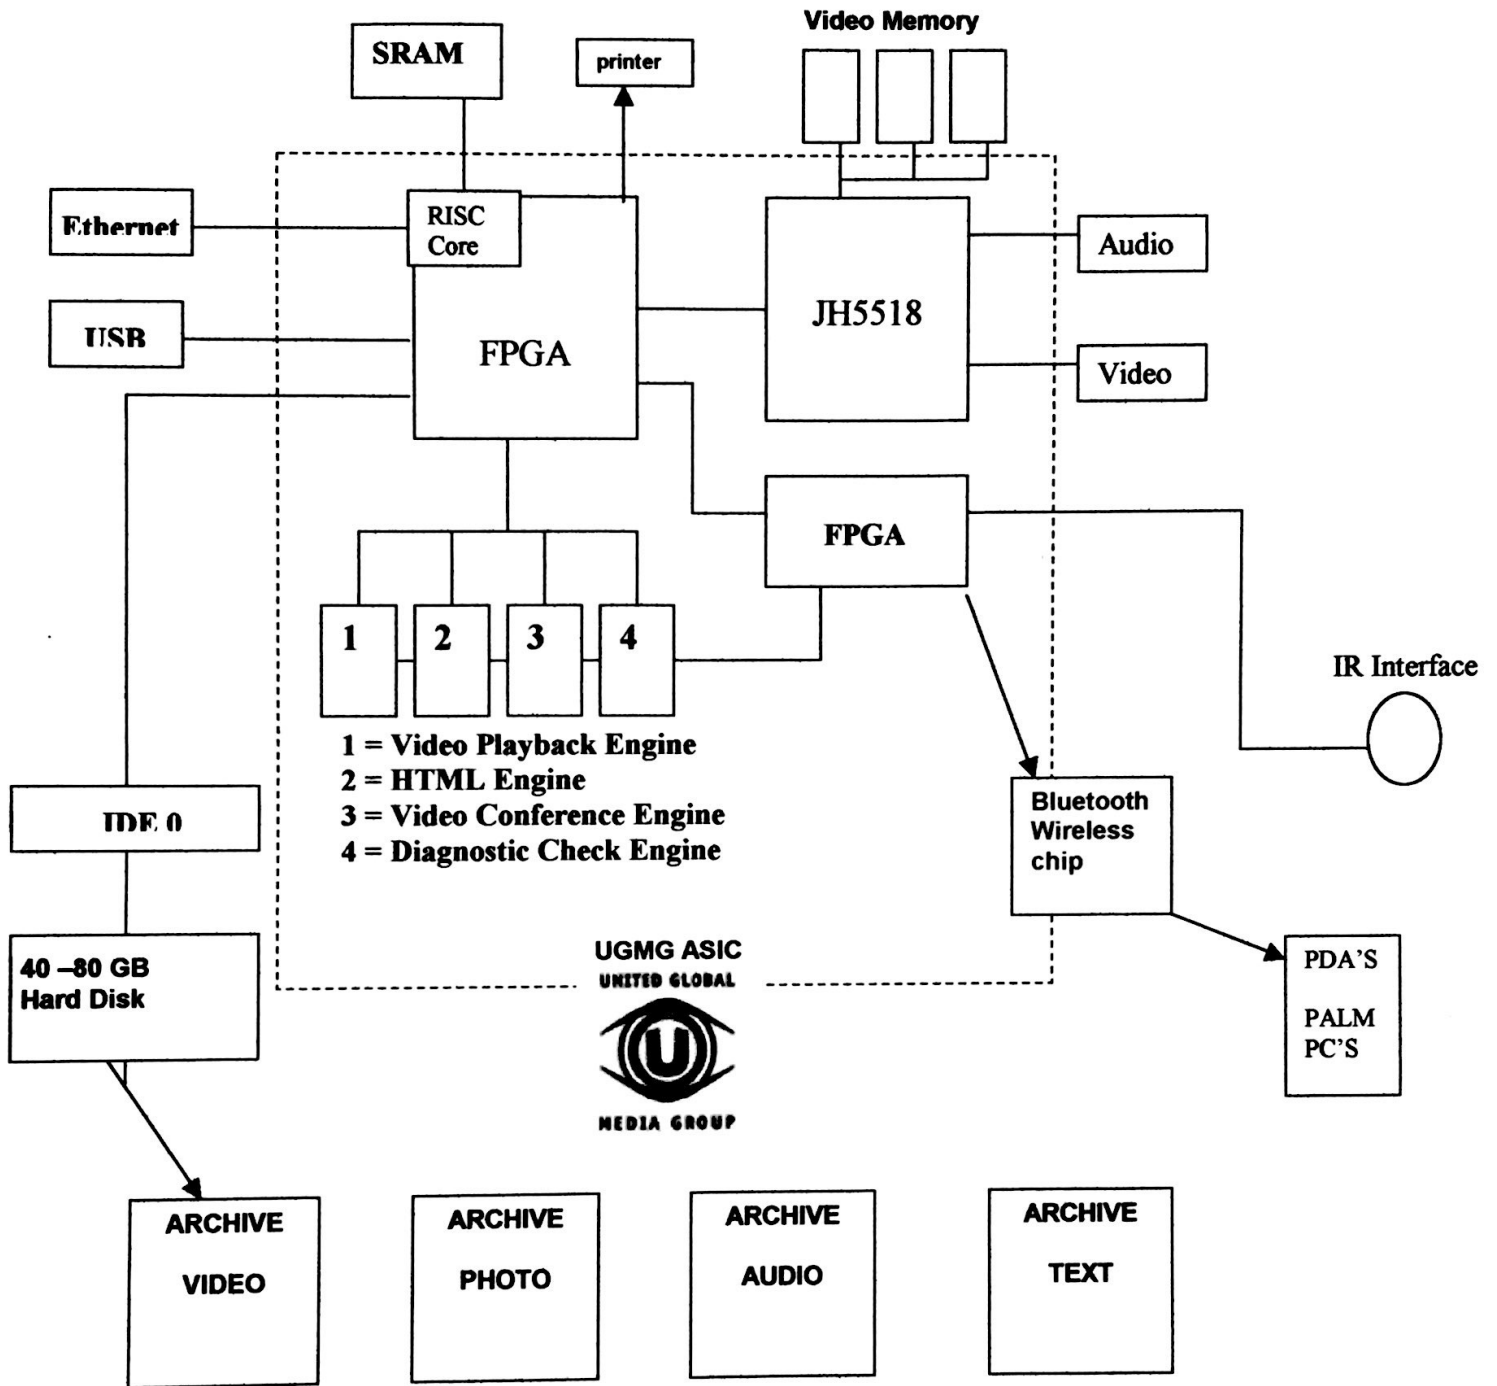 Video Memory
SRAM
printer
Ethernet
RISC
Core
Audio
USB
FPGA
JH5518
Video
FPGA
1
2
3
4
IR Interface
1 = Video Playback Engine
2 = HTML Engine
3 = Video Conference Engine
4 = Diagnostic Check Engine
IDE 0
Bluetooth
Wireless
chip
40 –80 GB
Hard Disk
UGMG ASIC
UNITED GLOBAL
U
MEDIA GROUP
PDA'S
PALM
PC'S
ARCHIVE
VIDEO
ARCHIVE
PHOTO
ARCHIVE
AUDIO
ARCHIVE
TEXT